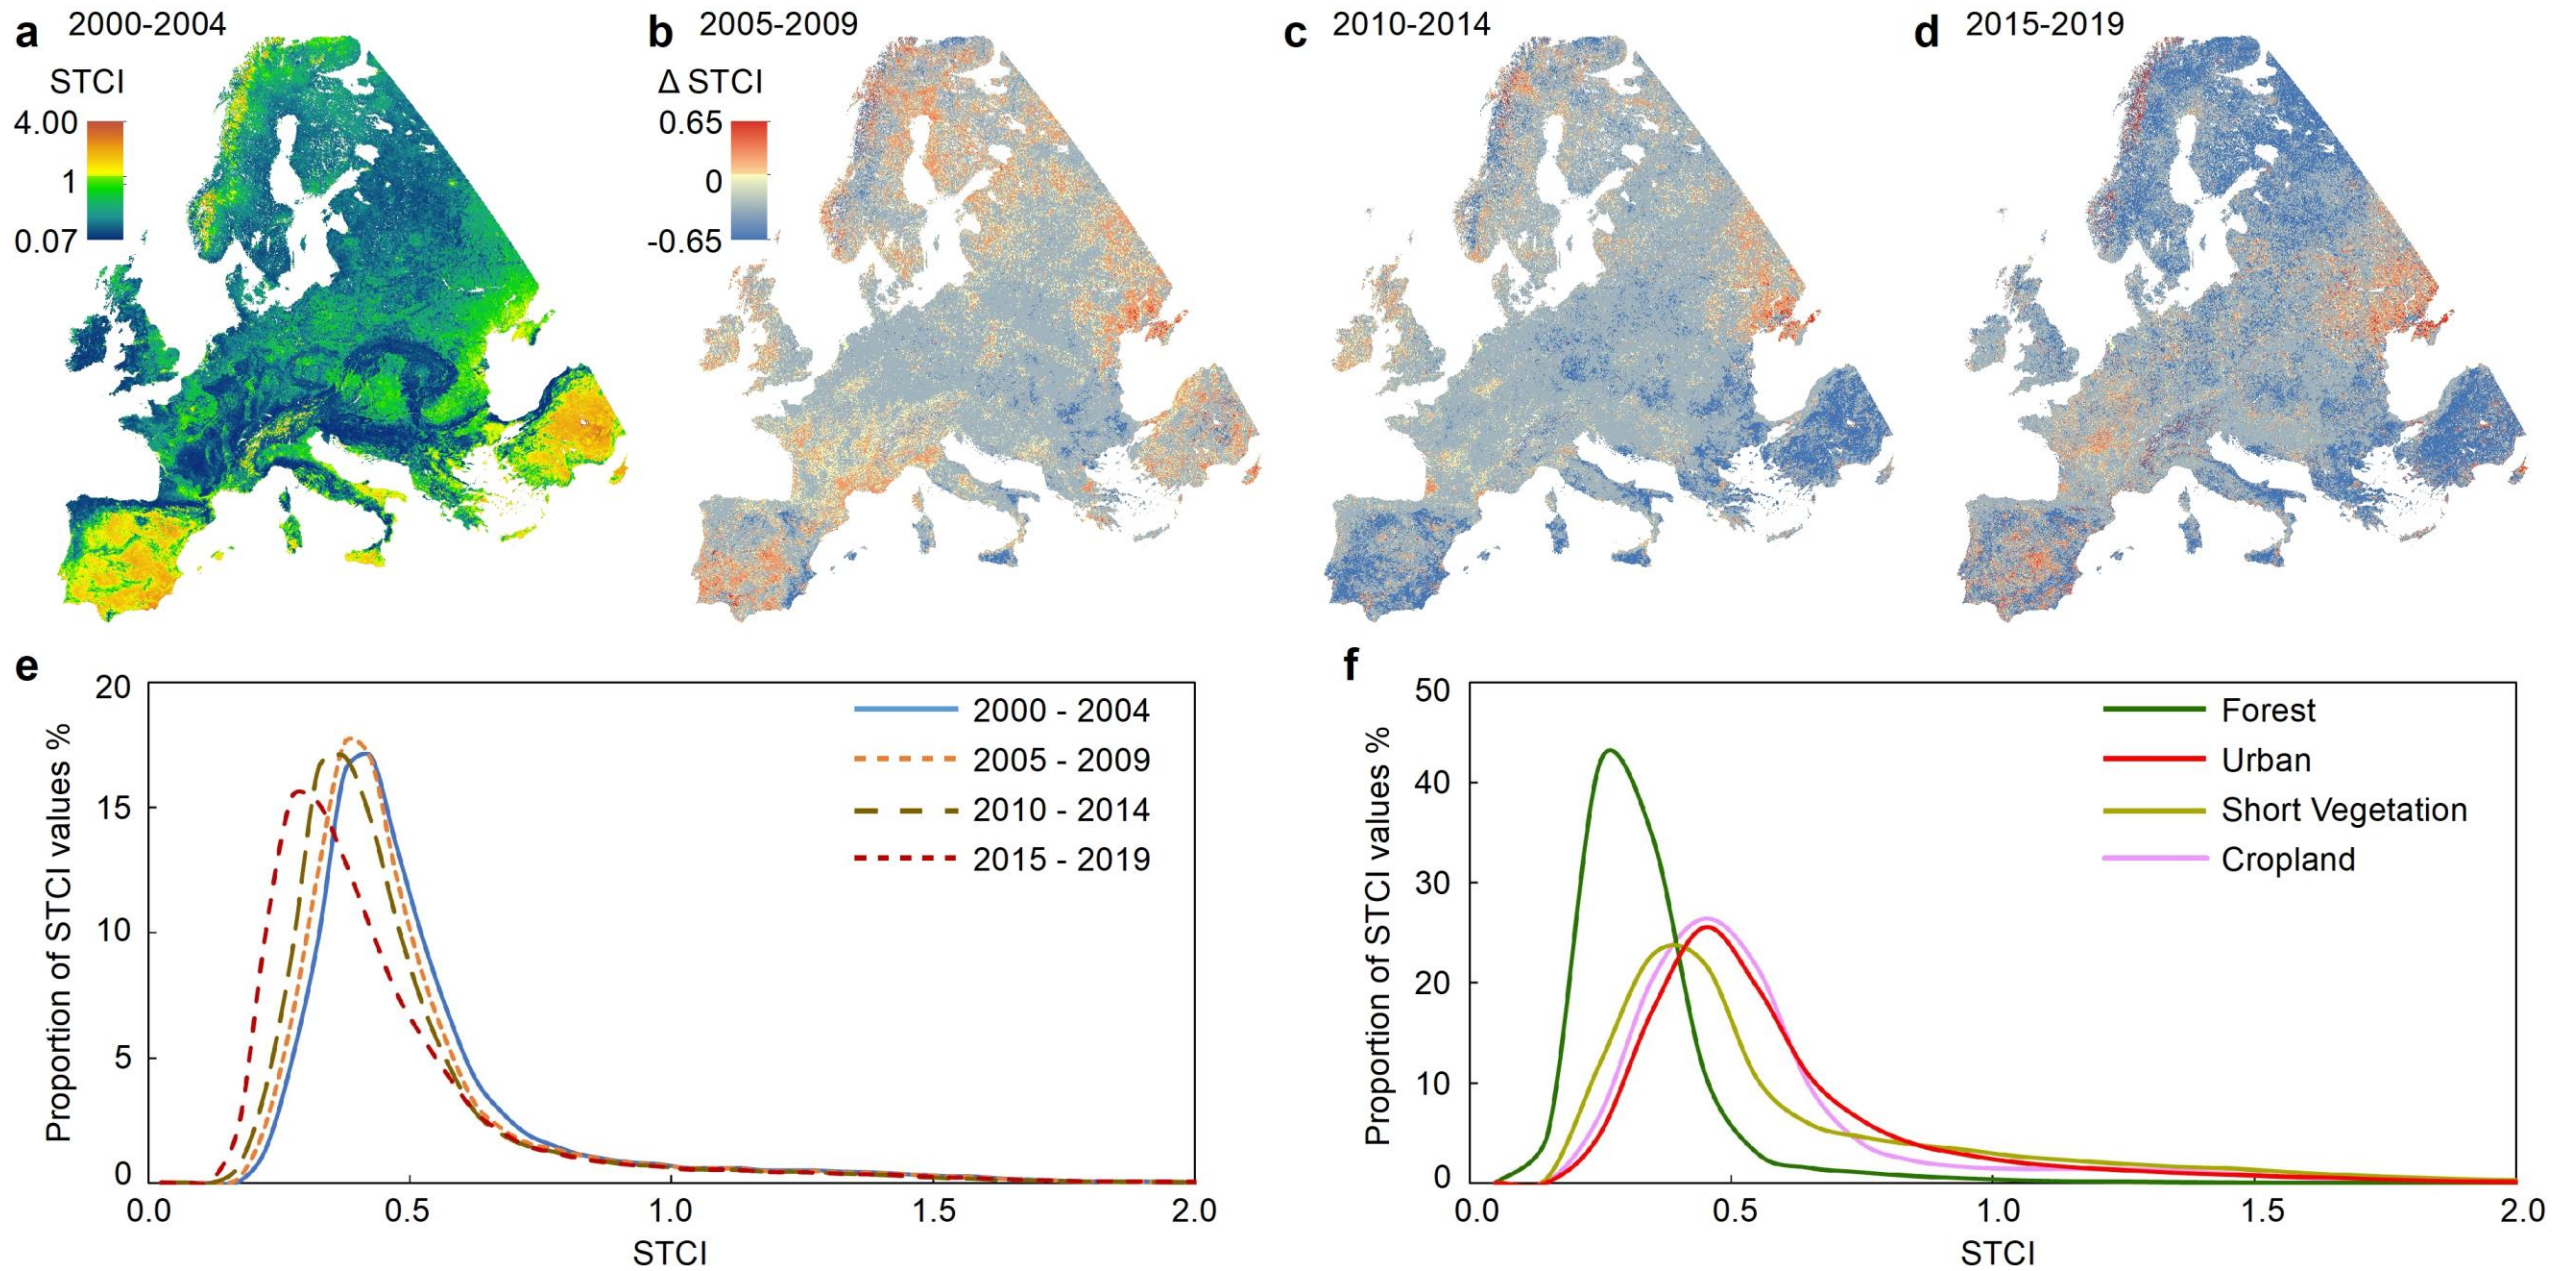 a 2000-2004
STCI
4.00
1
0.07
b 2005-2009
Δ STCI
0.65
0
-0.65
c 2010-2014
d 2015-2019
e
Proportion of STCI values %
20
15
10
5
0
2000 - 2004
2005 - 2009
2010 - 2014
2015 - 2019
0.0 0.5 1.0 1.5 2.0
STCI
f
Proportion of STCI values %
50
40
30
20
10
0
Forest
Urban
Short Vegetation
Cropland
0.0 0.5 1.0 1.5 2.0
STCI